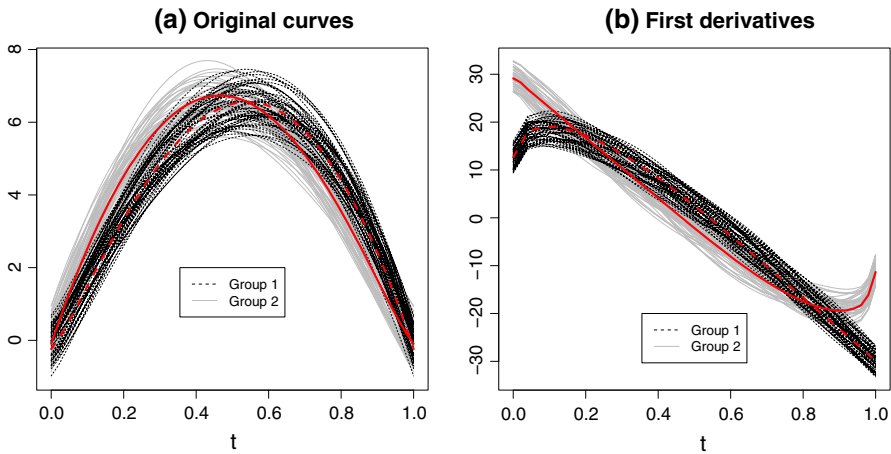 (a) Original curves
8
6
4
2
0
Group 1
Group 2
0.0 0.2 0.4 0.6 0.8 1.0
t
(b) First derivatives
30
20
10
0
−10
−20
−30
Group 1
Group 2
0.0 0.2 0.4 0.6 0.8 1.0
t